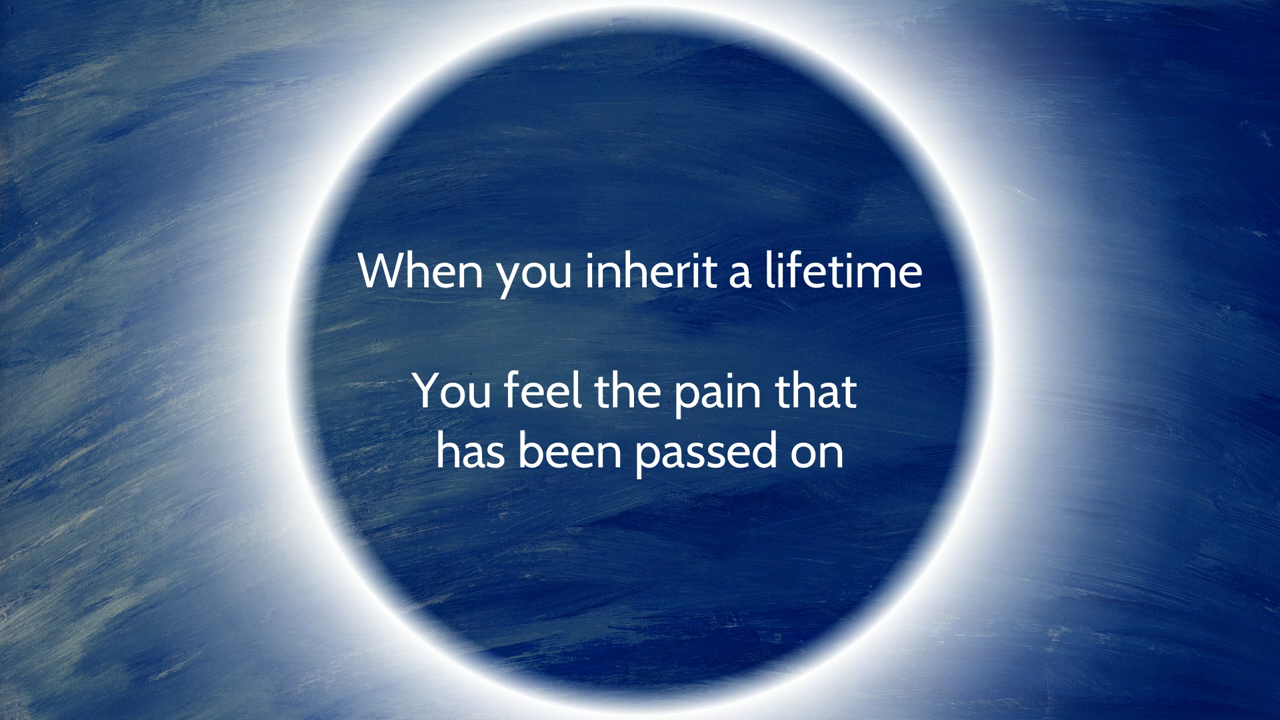 When you inherit a lifetime
You feel the pain that
has been passed on